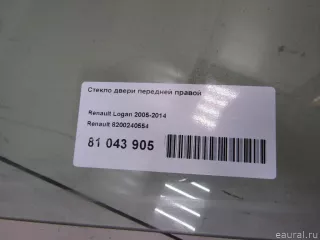 Стекло двери передней правой
Renault Logan 2005-2014
Renault 8200240554
81 043 905
eaural.ru